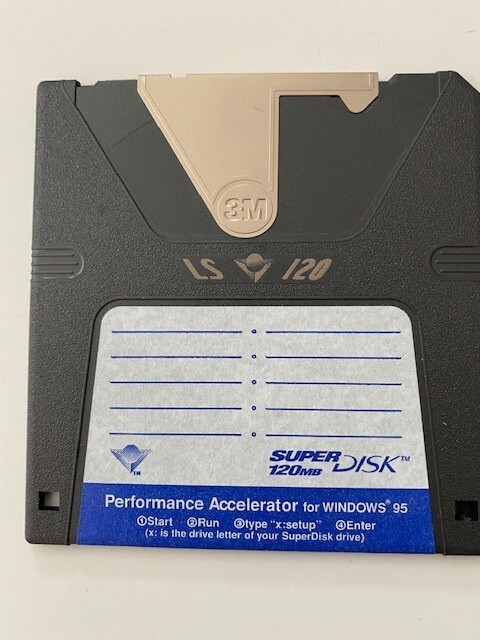 3M
LS 120
SUPER DISK™
120MB
TM
Performance Accelerator for WINDOWS® 95
①Start ②Run ③type "x:setup" ④Enter
(x: is the drive letter of your SuperDisk drive)